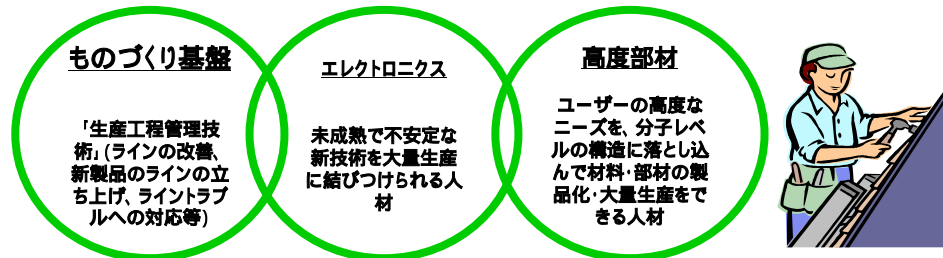 ものづくり基盤
「生産工程管理技
術」(ラインの改善、
新製品のラインの立
ち上げ、ライントラブ
ルへの対応等)
エレクトロニクス
未成熟で不安定な
新技術を大量生産
に結びつけられる人
材
高度部材
ユーザーの高度な
ニーズを、分子レベ
ルの構造に落とし込
んで材料・部材の製
品化・大量生産をで
きる人材